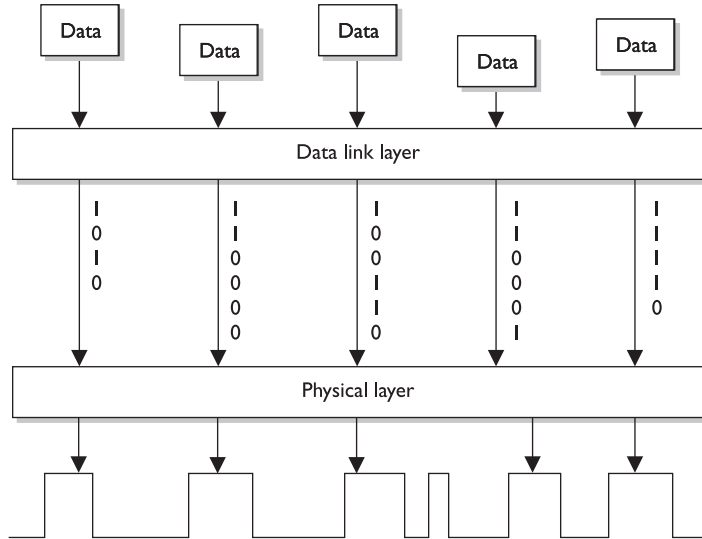 Data
Data
Data
Data
Data
Data link layer
1 1 1 1 1
0 1 0 1 1
1 0 0 0 1
0 0 1 0 1
0 1 0 0
0 0 1
Physical layer